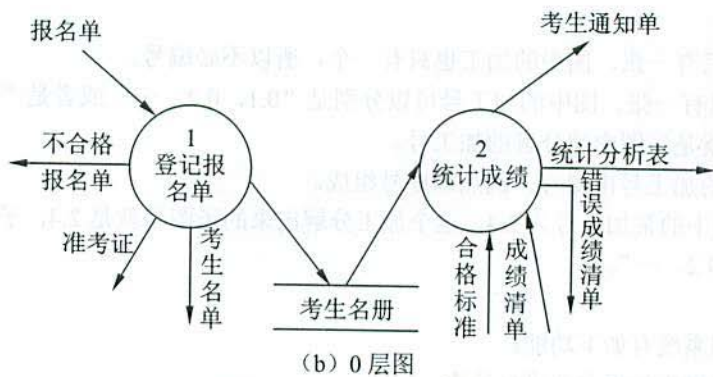 报名单
考生通知单
不合格
报名单
1
登记报
名单
2
统计成绩
统计分析表
准考证
考生名单
考生名册
合格标准
成绩清单
错误成绩清单
（b）0 层图